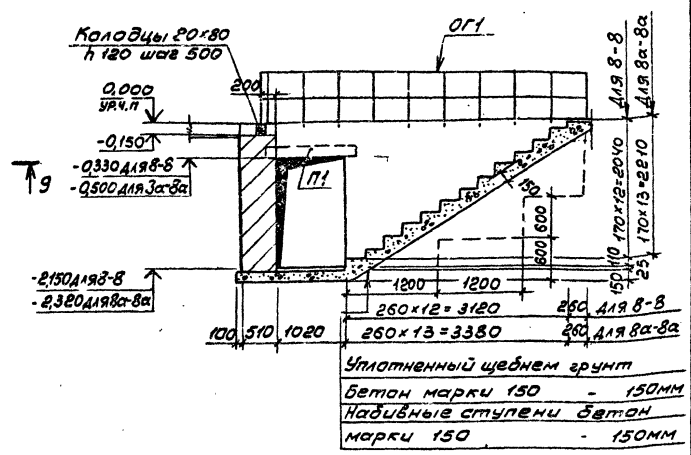 Колодцы 20×80
h 120 шаг 500
ОГ1
200
0,000
ур.ч.п
-0,150
-0,330 для 8-8
-0,500 для 3а-8а
9
П1
-2,150 для 8-8
-2,320 для 8а-8а
150
600
600
1200
1200
260×12=3120
260
для 8-8
260×13=3380
260
для 8а-8а
100
510
1020
для 8-8
для 8а-8а
170×12=2040
170×13=2210
110
150
25
Уплотненный щебнем грунт
Бетон марки 150 - 150мм
Набивные ступени бетон
марки 150 - 150мм